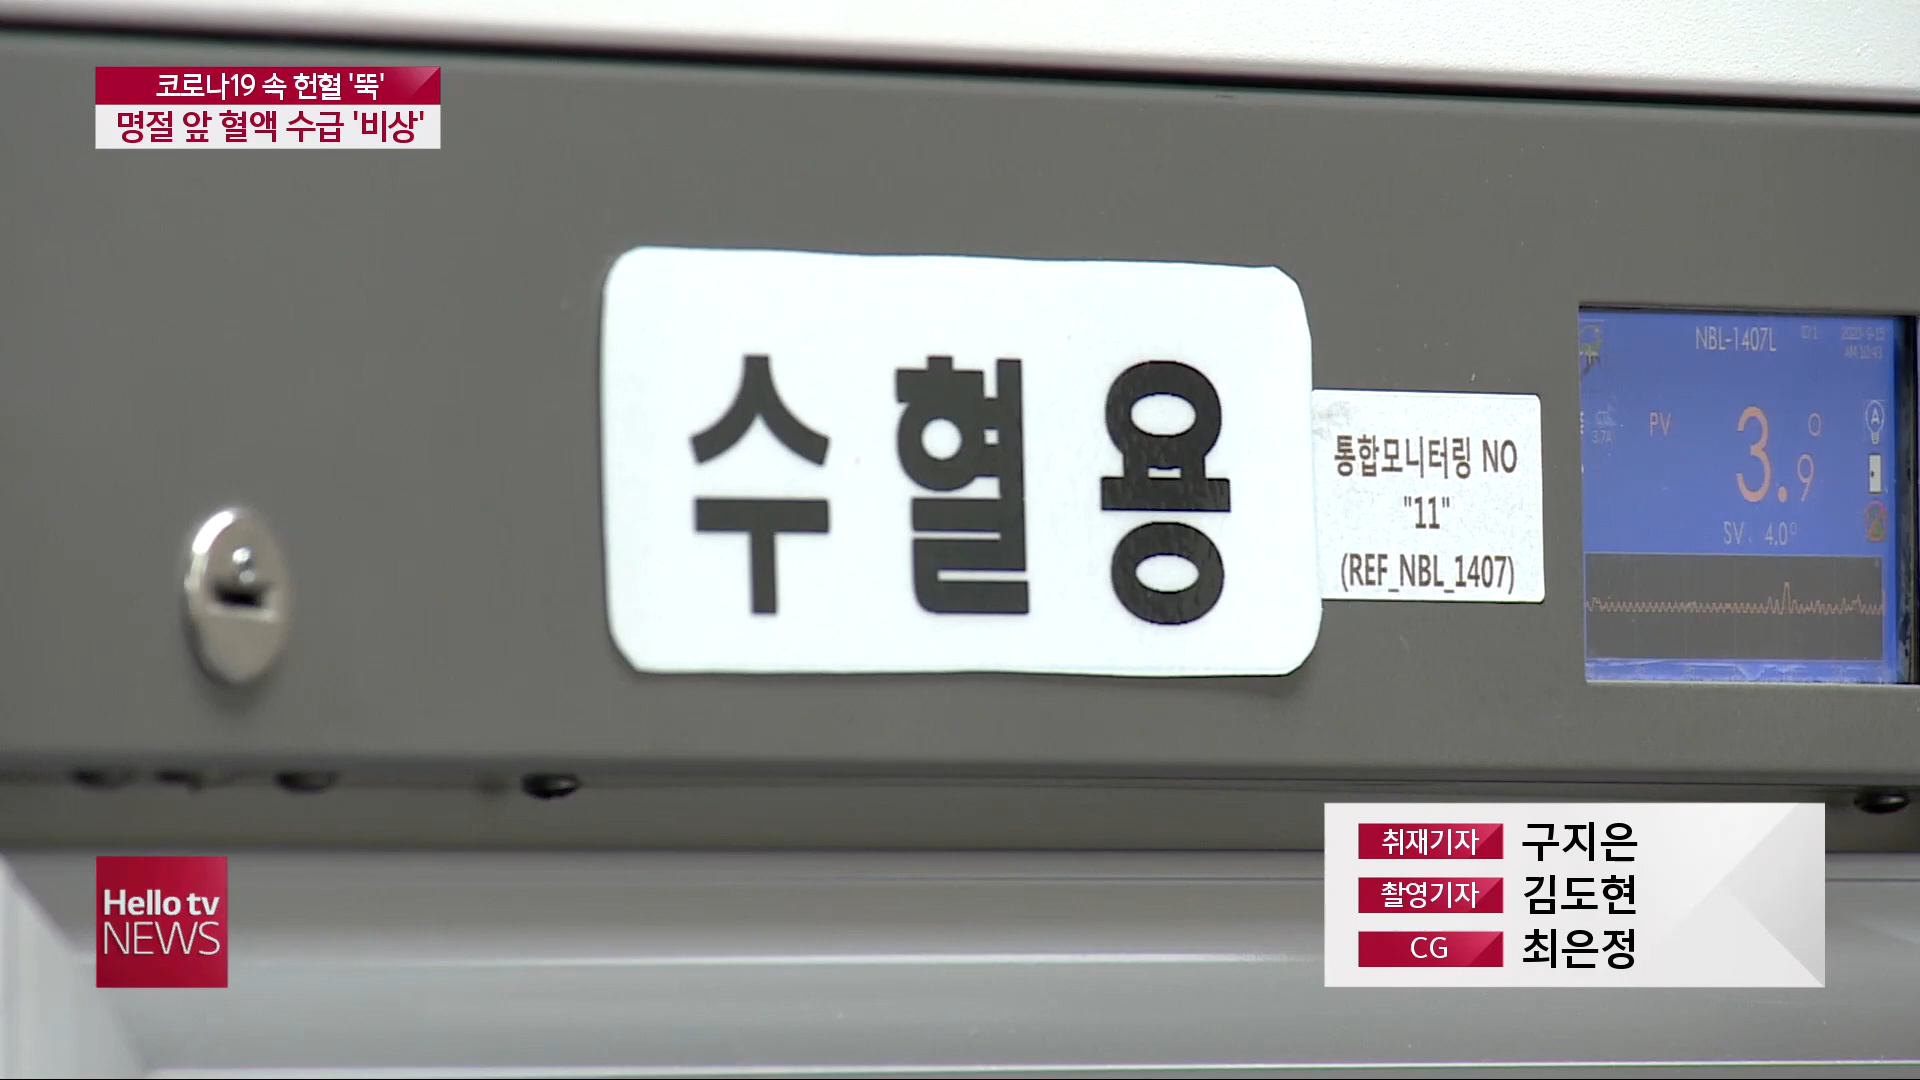 코로나19 속 헌혈 '뚝'
명절 앞 혈액 수급 '비상'
수혈용
통합모니터링 NO
"11"
(REF_NBL_1407)
NBL-1407L
PV 3.9
SV 4.0°
취재기자 구지은
촬영기자 김도현
CG 최은정
Hello tv
NEWS